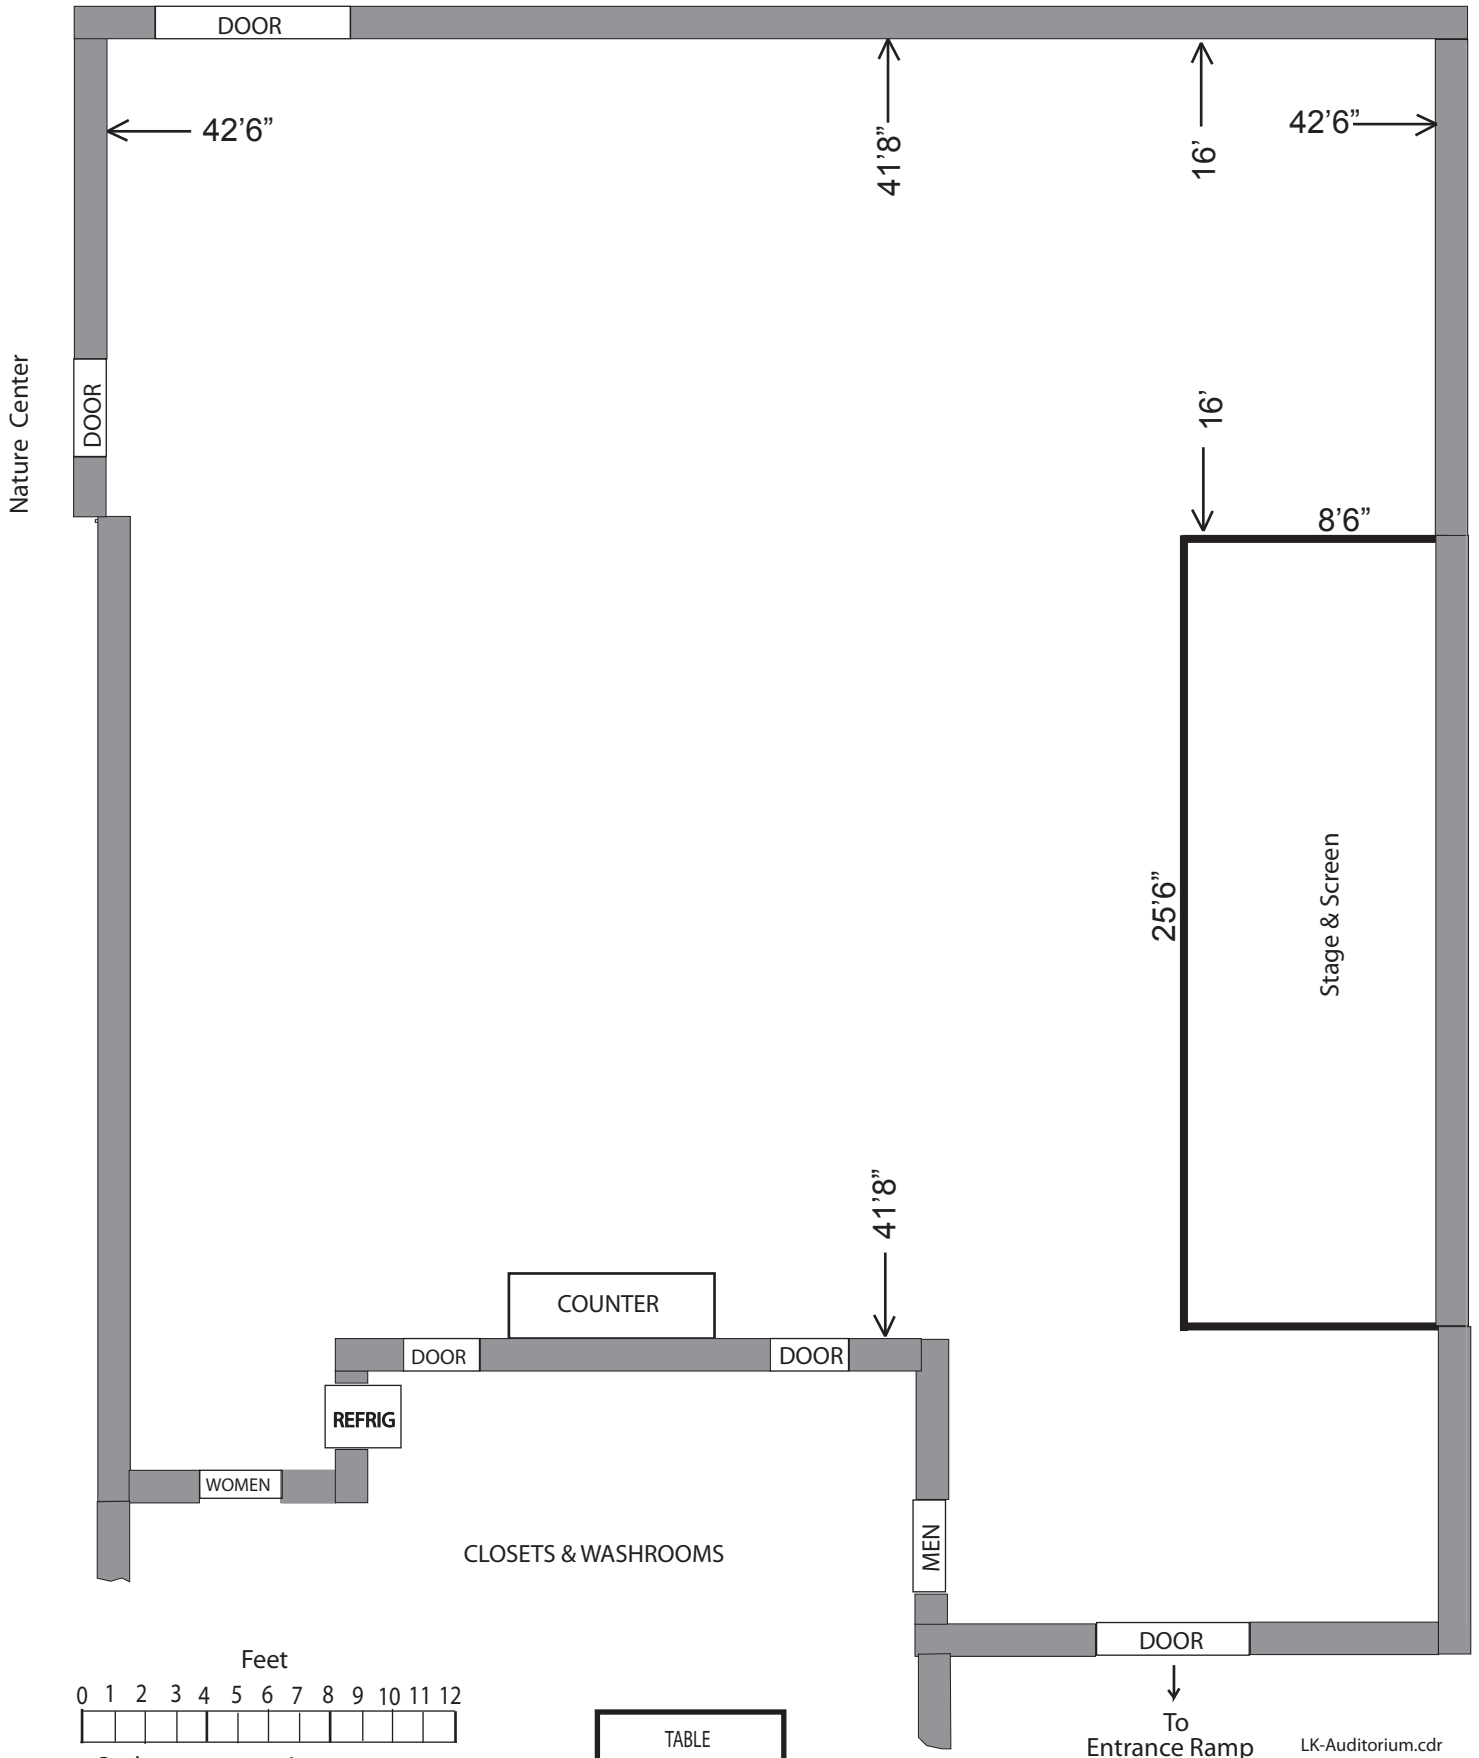 DOOR
42'6”
41'8”
16'
42'6”
Nature Center
DOOR
16'
8'6”
25'6”
Stage & Screen
41'8”
COUNTER
DOOR
DOOR
REFRIG
WOMEN
MEN
CLOSETS & WASHROOMS
DOOR
Feet
0 1 2 3 4 5 6 7 8 9 10 11 12
TABLE
To
Entrance Ramp
LK-Auditorium.cdr